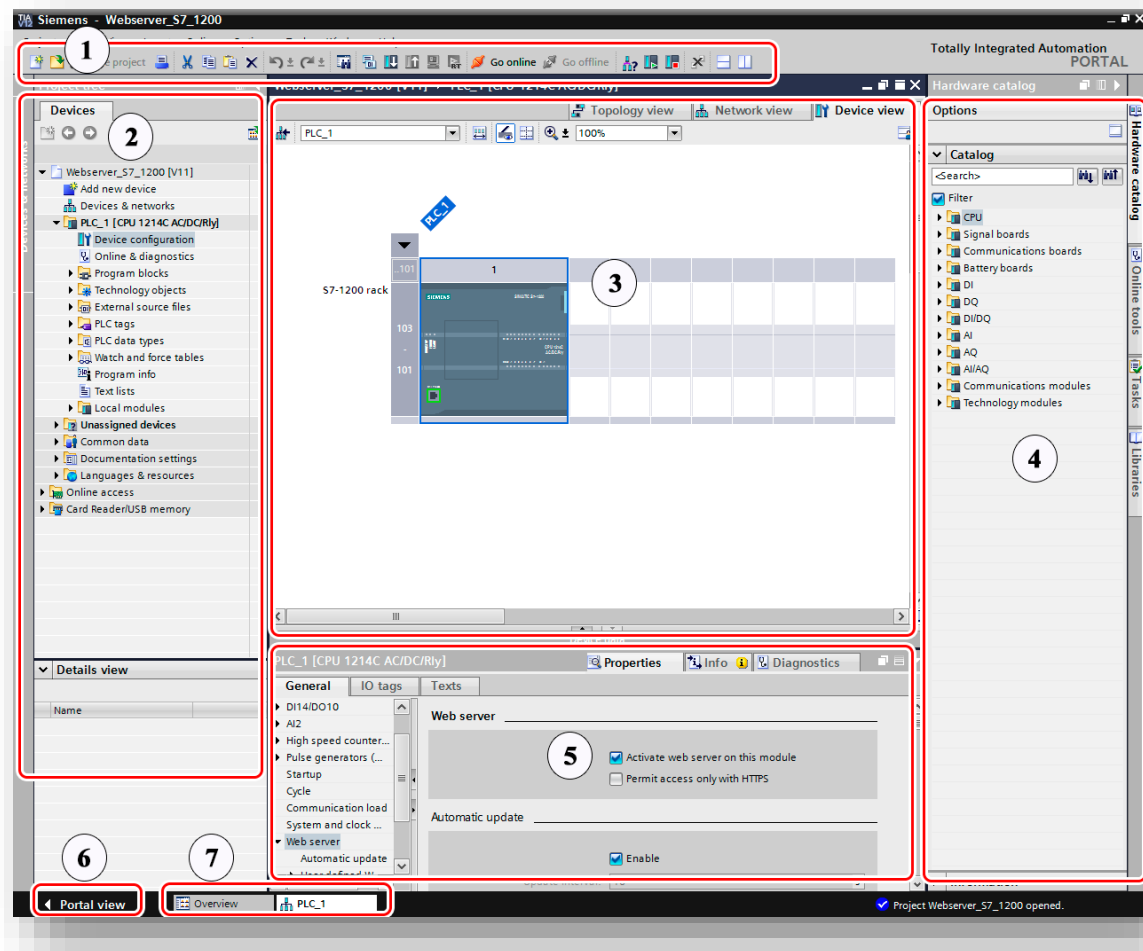 Siemens - Webserver_S7_1200
Totally Integrated Automation
PORTAL
1
project
Go online
Go offline
Hardware catalog
Devices
2
Webserver_S7_1200 [V11]
Add new device
Devices & networks
PLC_1 [CPU 1214C AC/DC/Rly]
Device configuration
Online & diagnostics
Program blocks
Technology objects
External source files
PLC tags
PLC data types
Watch and force tables
Program info
Text lists
Local modules
Unassigned devices
Common data
Documentation settings
Languages & resources
Online access
Card Reader/USB memory
Details view
Name
Topology view
Network view
Device view
PLC_1
100%
PLC_1
101
1
3
S7-1200 rack
SIEMENS
103
-
101
Options
Catalog
<Search>
Filter
CPU
Signal boards
Communications boards
Battery boards
DI
DQ
DI/DQ
AI
AQ
AI/AQ
Communications modules
Technology modules
4
Hardware catalog
Online tools
Tasks
Libraries
PLC_1 [CPU 1214C AC/DC/Rly]
Properties
Info
Diagnostics
General
IO tags
Texts
DI14/DO10
AI2
High speed counter...
Pulse generators (...
Startup
Cycle
Communication load
System and clock ...
Web server
Automatic update
Web server
5
Activate web server on this module
Permit access only with HTTPS
Automatic update
Enable
6
7
Portal view
Overview
PLC_1
Project Webserver_S7_1200 opened.